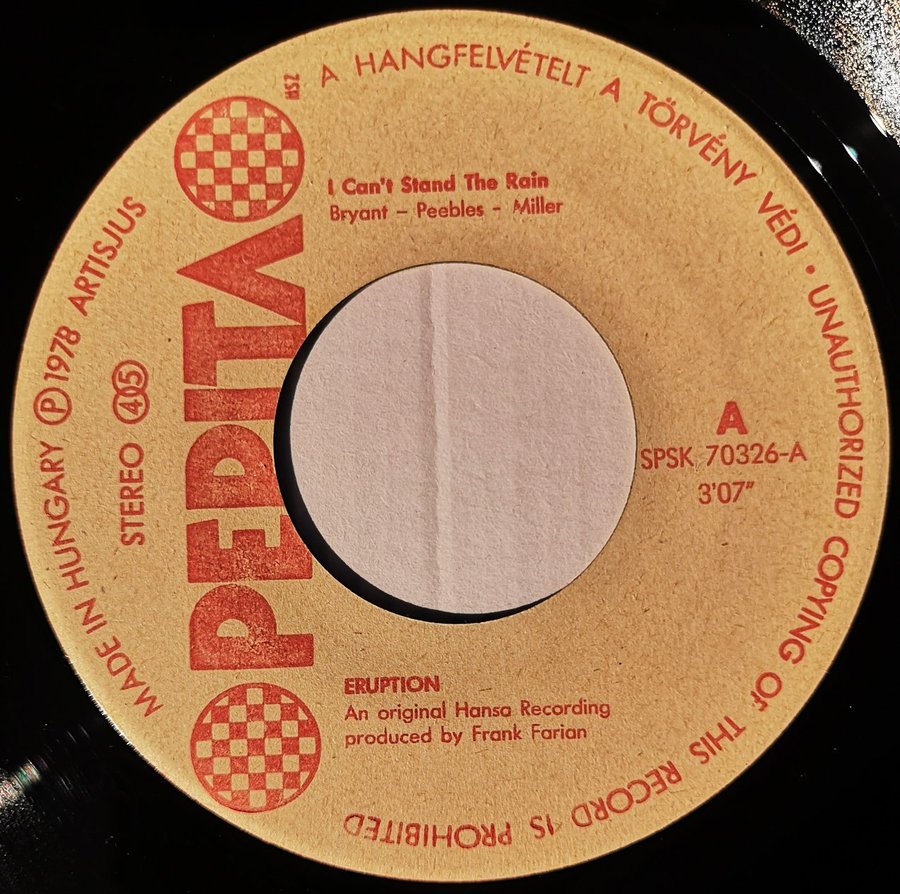 A HANGFELVÉTELT A TÖRVÉNY VÉDI • UNAUTHORIZED COPYING OF THIS RECORD IS PROHIBITED
MADE IN HUNGARY Ⓟ 1978 ARTISJUS
STEREO 45
PEPITA
HSZ
I Can't Stand The Rain
Bryant – Peebles – Miller
A
SPSK 70326-A
3'07"
ERUPTION
An original Hansa Recording
produced by Frank Farian